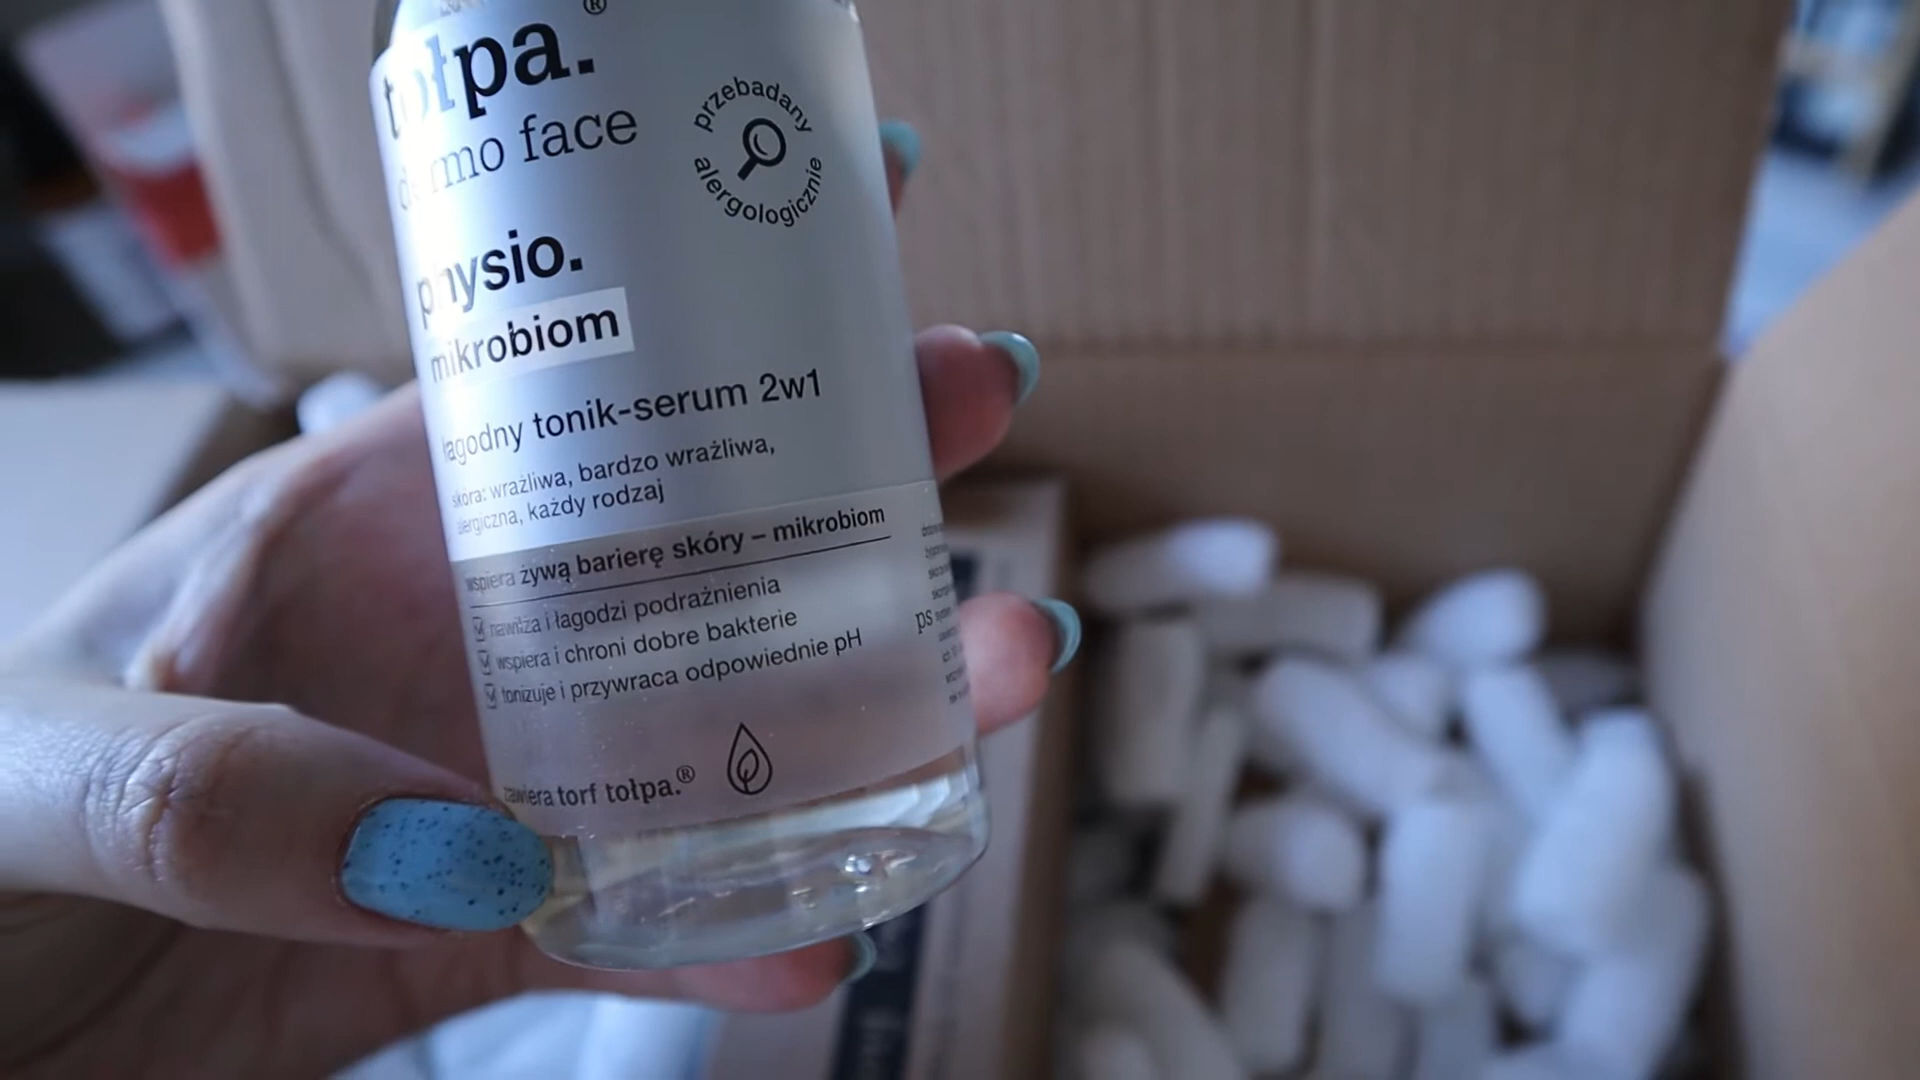 tołpa.®
dermo face
przebadany
alergologicznie
physio.
mikrobiom
łagodny tonik-serum 2w1
skóra: wrażliwa, bardzo wrażliwa,
alergiczna, każdy rodzaj
wspiera żywą barierę skóry – mikrobiom
nawilża i łagodzi podrażnienia
wspiera i chroni dobre bakterie
tonizuje i przywraca odpowiednie pH
ps
zawiera torf tołpa.®